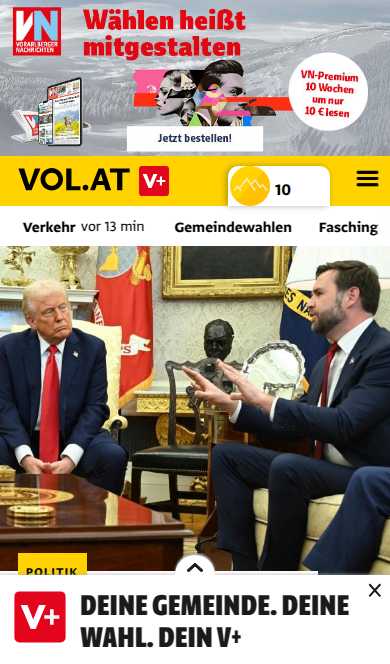 VN
VORARLBERGER
NACHRICHTEN
Wählen heißt
mitgestalten
VN-Premium
10 Wochen
um nur
10 € lesen
Jetzt bestellen!
VOL.AT V+
10
Verkehr vor 13 min Gemeindewahlen Fasching
POLITIK
V+
DEINE GEMEINDE. DEINE
WAHL. DEIN V+